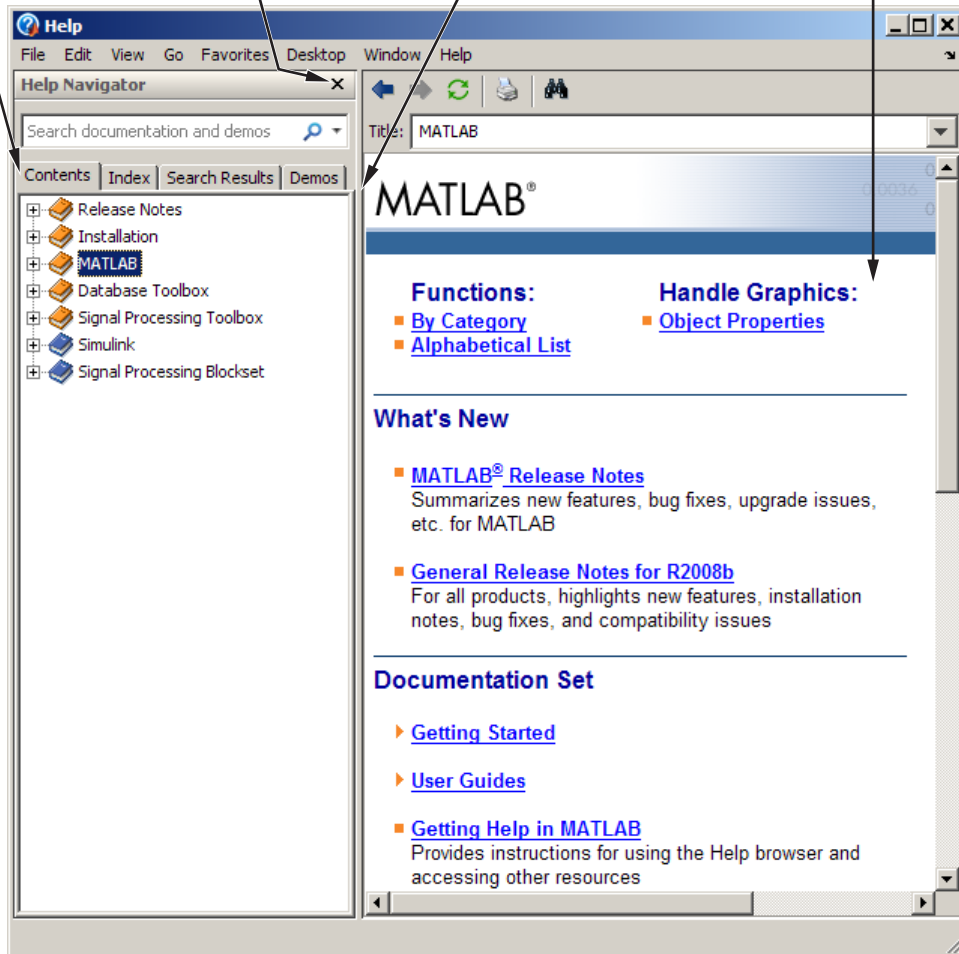 Help
File Edit View Go Favorites Desktop Window Help
Help Navigator
Search documentation and demos
Contents Index Search Results Demos
Release Notes
Installation
MATLAB
Database Toolbox
Signal Processing Toolbox
Simulink
Signal Processing Blockset
Title: MATLAB
MATLAB®
0
0.0036
0
Functions:
By Category
Alphabetical List
Handle Graphics:
Object Properties
What's New
MATLAB® Release Notes
Summarizes new features, bug fixes, upgrade issues,
etc. for MATLAB
General Release Notes for R2008b
For all products, highlights new features, installation
notes, bug fixes, and compatibility issues
Documentation Set
Getting Started
User Guides
Getting Help in MATLAB
Provides instructions for using the Help browser and
accessing other resources